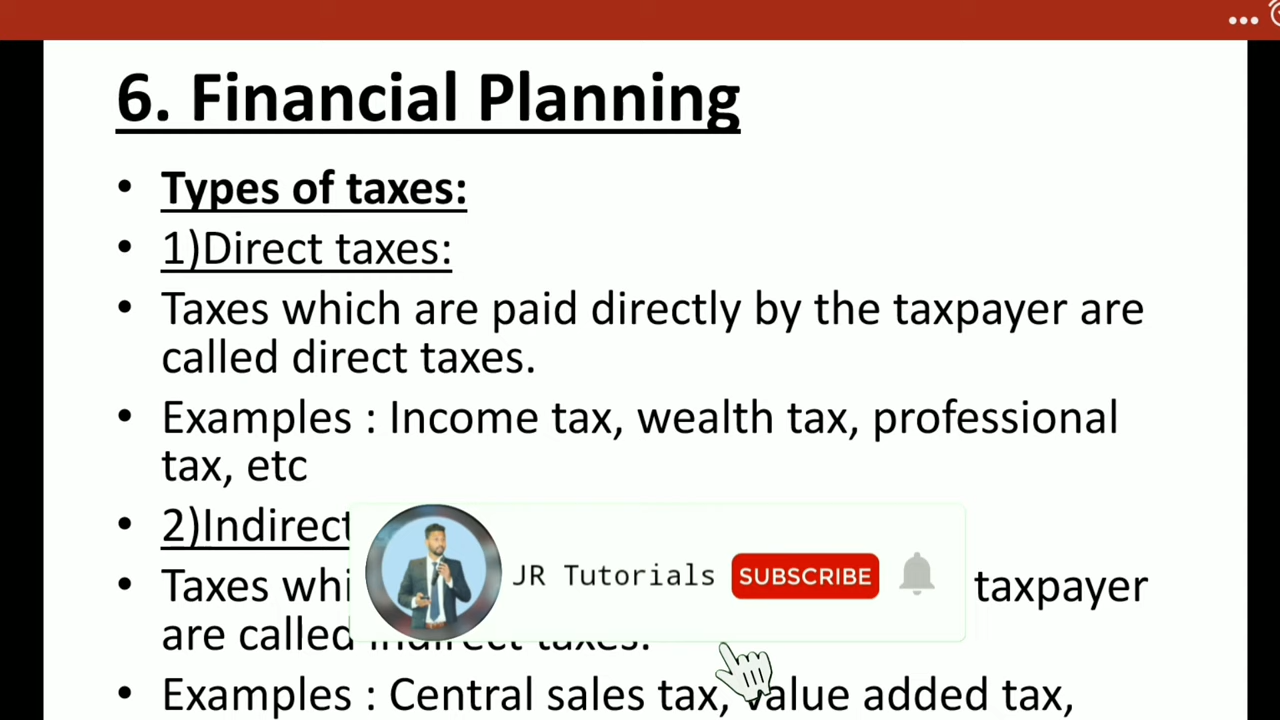 6. Financial Planning
• Types of taxes:
• 1)Direct taxes:
• Taxes which are paid directly by the taxpayer are
called direct taxes.
• Examples : Income tax, wealth tax, professional
tax, etc
• 2)Indirect
JR Tutorials SUBSCRIBE
• Taxes taxpayer
are called indirect taxes.
• Examples : Central sales tax, value added tax,